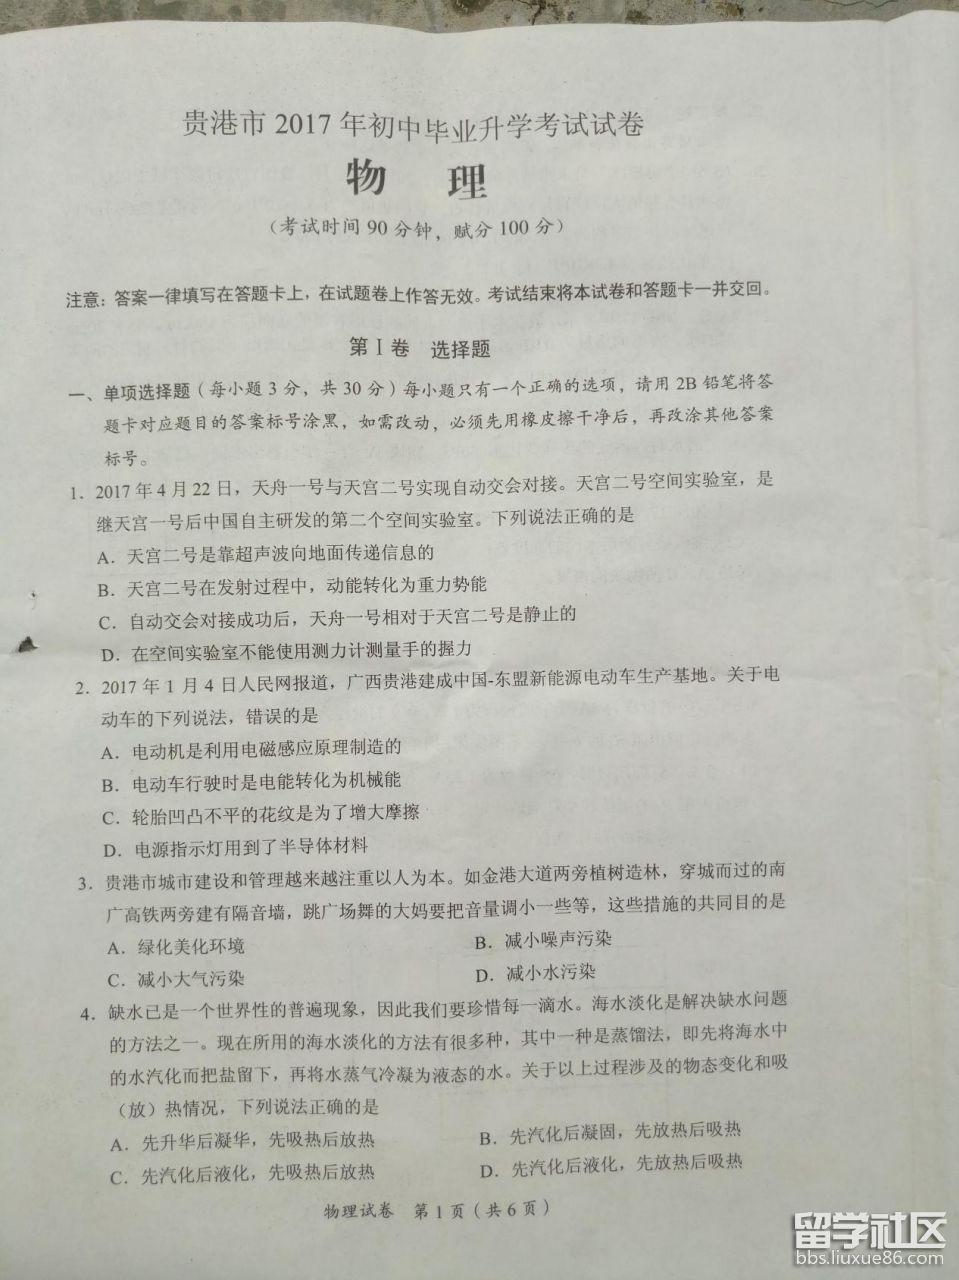 贵港市 2017 年初中毕业升学考试试卷
物 理
（考试时间 90 分钟，赋分 100 分）
注意：答案一律填写在答题卡上，在试题卷上作答无效。考试结束将本试卷和答题卡一并交回。
第 I 卷 选择题
一、单项选择题（每小题 3 分，共 30 分）每小题只有一个正确的选项，请用 2B 铅笔将答
题卡对应题目的答案标号涂黑，如需改动，必须先用橡皮擦干净后，再改涂其他答案
标号。
1．2017 年 4 月 22 日，天舟一号与天宫二号实现自动交会对接。天宫二号空间实验室，是
继天宫一号后中国自主研发的第二个空间实验室。下列说法正确的是
A．天宫二号是靠超声波向地面传递信息的
B．天宫二号在发射过程中，动能转化为重力势能
C．自动交会对接成功后，天舟一号相对于天宫二号是静止的
D．在空间实验室不能使用测力计测量手的握力
2．2017 年 1 月 4 日人民网报道，广西贵港建成中国-东盟新能源电动车生产基地。关于电
动车的下列说法，错误的是
A．电动机是利用电磁感应原理制造的
B．电动车行驶时是电能转化为机械能
C．轮胎凹凸不平的花纹是为了增大摩擦
D．电源指示灯用到了半导体材料
3．贵港市城市建设和管理越来越注重以人为本。如金港大道两旁植树造林，穿城而过的南
广高铁两旁建有隔音墙，跳广场舞的大妈要把音量调小一些等，这些措施的共同目的是
A．绿化美化环境 B．减小噪声污染
C．减小大气污染 D．减小水污染
4．缺水已是一个世界性的普遍现象，因此我们要珍惜每一滴水。海水淡化是解决缺水问题
的方法之一。现在所用的海水淡化的方法有很多种，其中一种是蒸馏法，即先将海水中
的水汽化而把盐留下，再将水蒸气冷凝为液态的水。关于以上过程涉及的物态变化和吸
（放）热情况，下列说法正确的是
A．先升华后凝华，先吸热后放热 B．先汽化后凝固，先放热后吸热
C．先汽化后液化，先吸热后放热 D．先汽化后液化，先放热后吸热
物理试卷 第 1 页（共 6 页）
留学社区
bbs.liuxue86.com